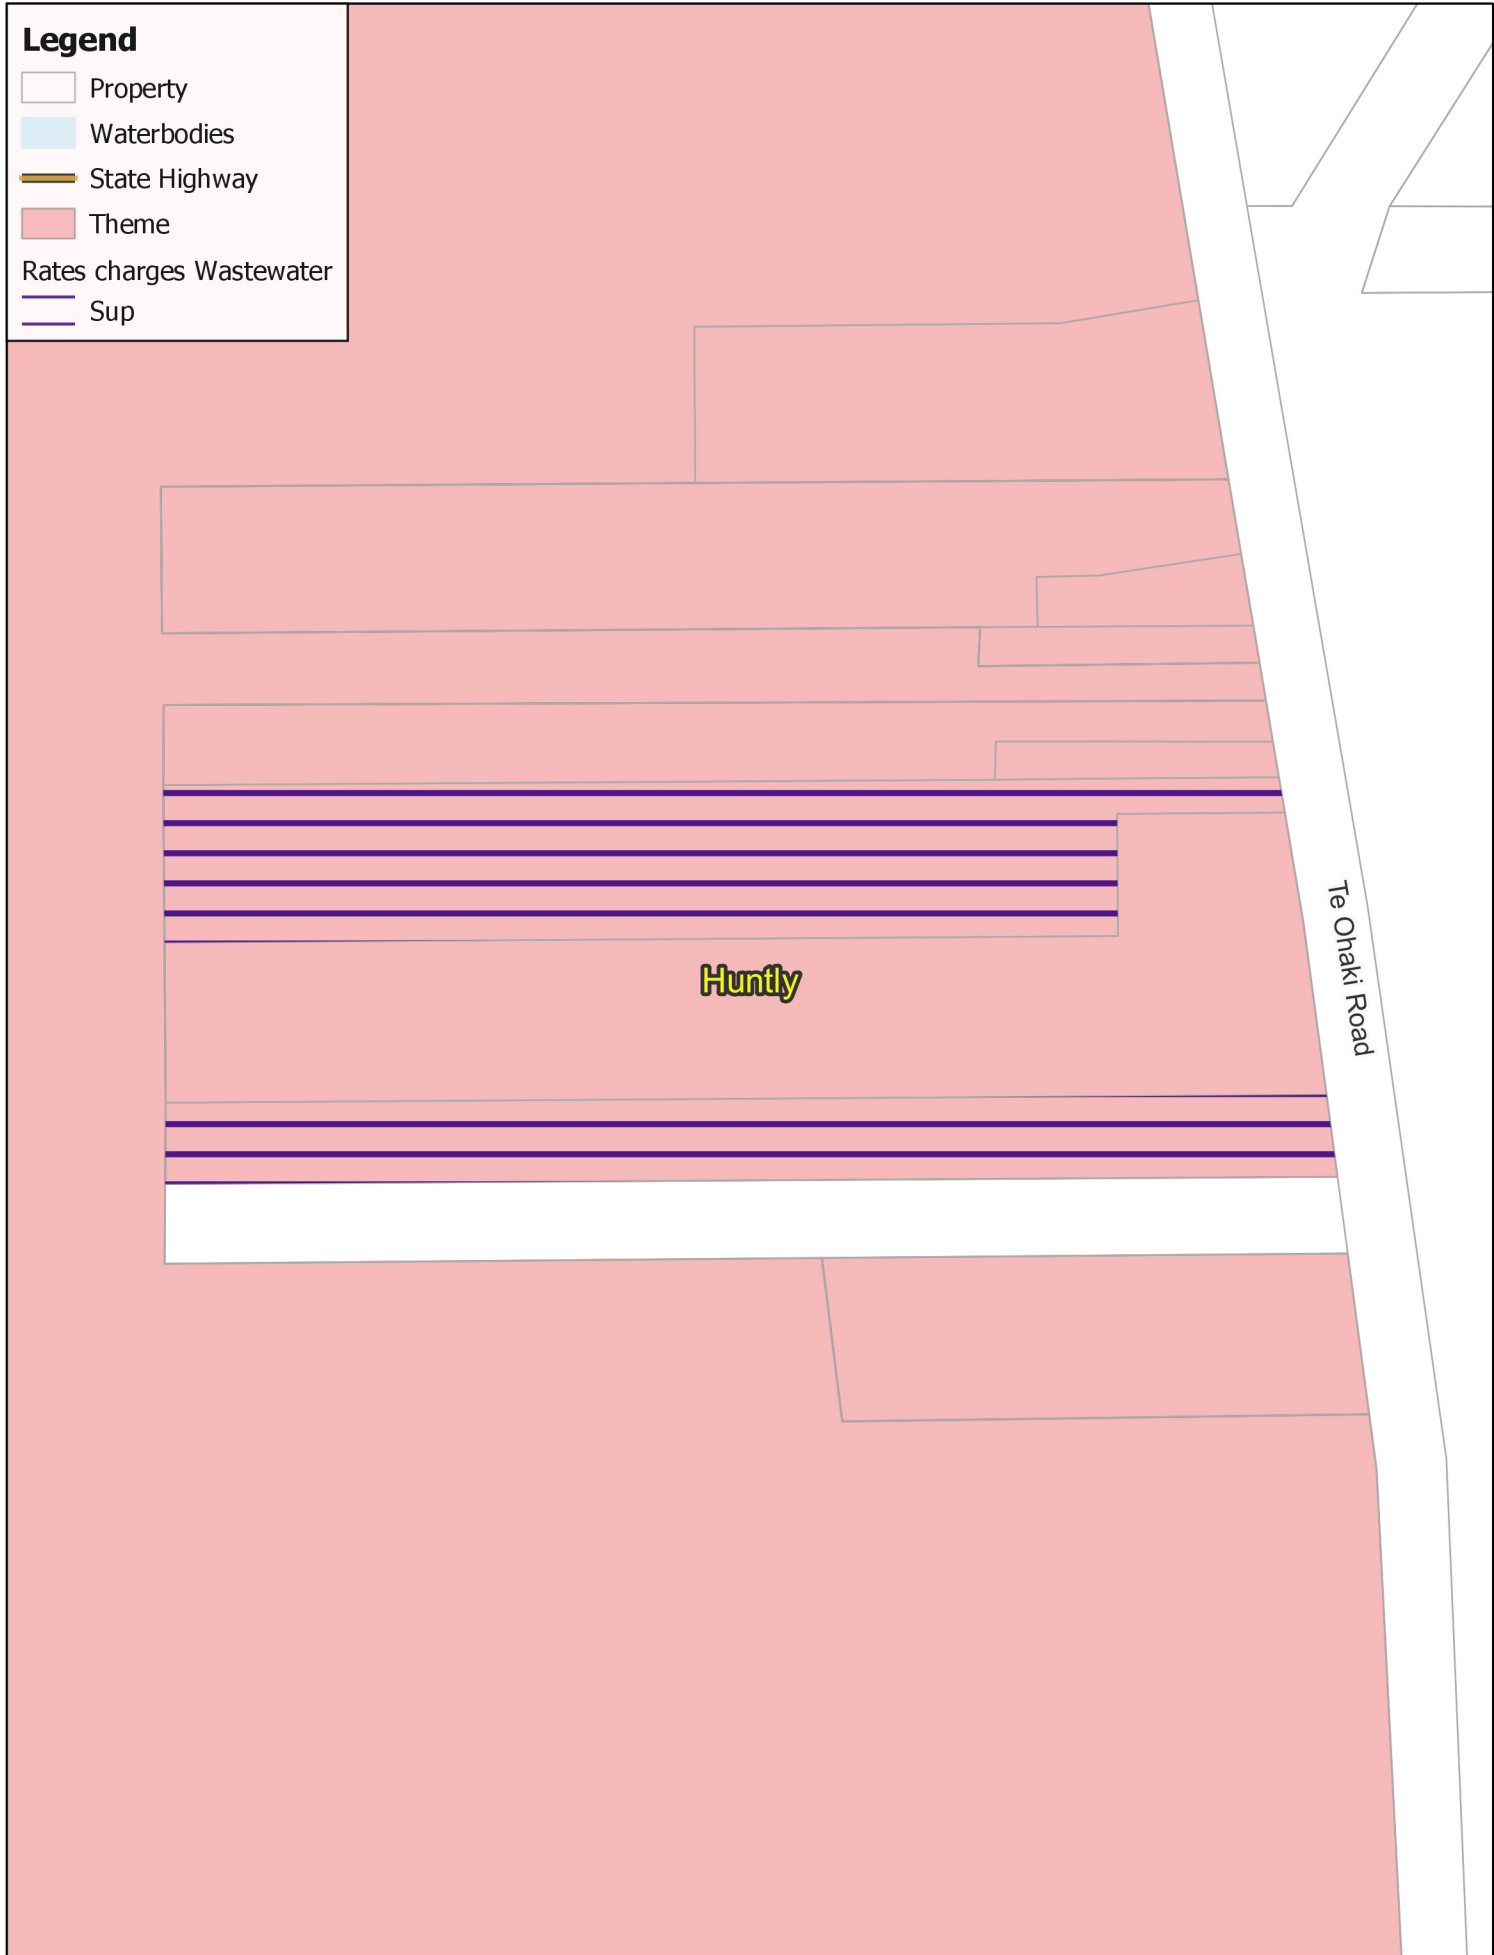 Legend
Property
Waterbodies
State Highway
Theme
Rates charges Wastewater
Sup
Te Ohaki Road
Huntly